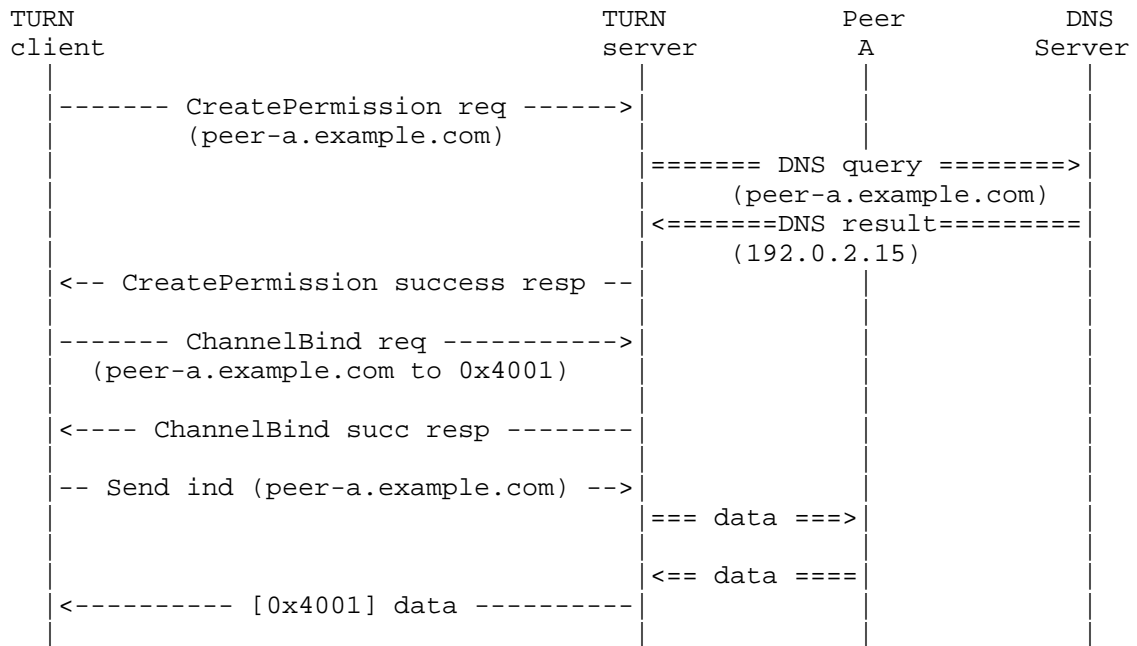 TURN                                 TURN           Peer          DNS
client                               server          A          Server
  |                                    |             |             |
  |------- CreatePermission req ------>|             |             |
  |        (peer-a.example.com)        |             |             |
  |                                    |======= DNS query ========>|
  |                                    |     (peer-a.example.com)  |
  |                                    |<=======DNS result=========|
  |                                    |     (192.0.2.15)          |
  |<-- CreatePermission success resp --|             |             |
  |                                    |             |             |
  |------- ChannelBind req ----------->|             |             |
  |  (peer-a.example.com to 0x4001)    |             |             |
  |                                    |             |             |
  |<---- ChannelBind succ resp --------|             |             |
  |                                    |             |             |
  |-- Send ind (peer-a.example.com) -->|             |             |
  |                                    |=== data ===>|             |
  |                                    |             |             |
  |                                    |<== data ====|             |
  |<---------- [0x4001] data ----------|             |             |
  |                                    |             |             |